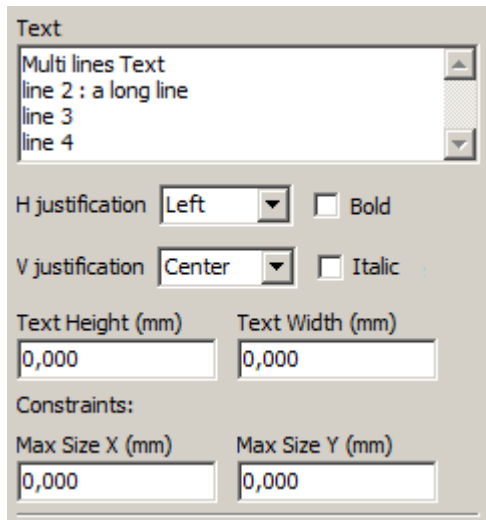 Text
Multi lines Text
line 2 : a long line
line 3
line 4
H justification Left Bold
V justification Center Italic
Text Height (mm) Text Width (mm)
0,000 0,000
Constraints:
Max Size X (mm) Max Size Y (mm)
0,000 0,000